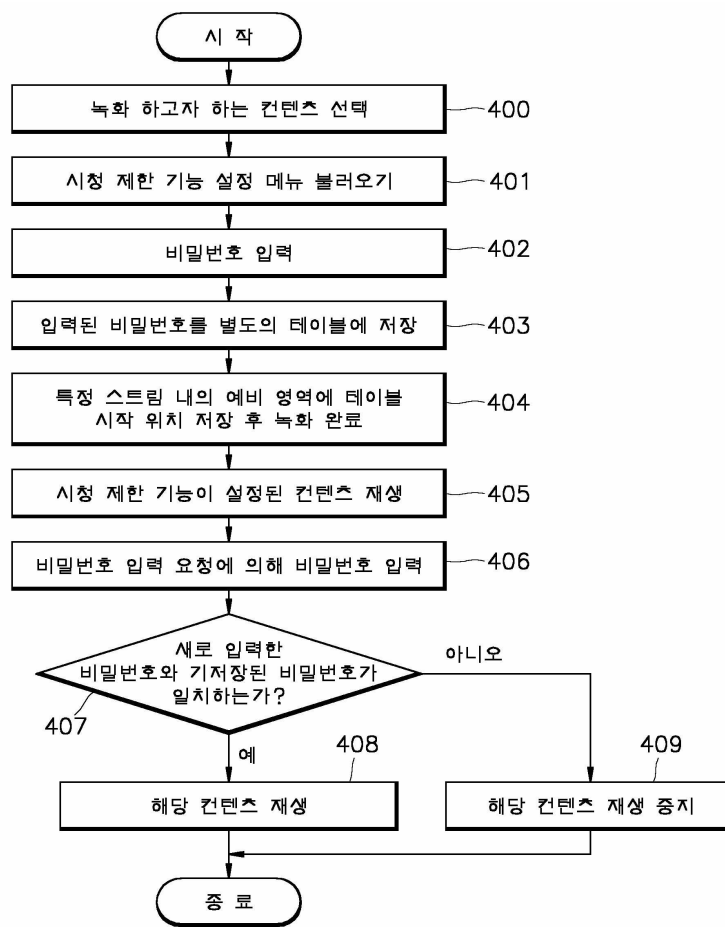 시 작
녹화 하고자 하는 컨텐츠 선택
400
시청 제한 기능 설정 메뉴 불러오기
401
비밀번호 입력
402
입력된 비밀번호를 별도의 테이블에 저장
403
특정 스트림 내의 예비 영역에 테이블
시작 위치 저장 후 녹화 완료
404
시청 제한 기능이 설정된 컨텐츠 재생
405
비밀번호 입력 요청에 의해 비밀번호 입력
406
새로 입력한
비밀번호와 기저장된 비밀번호가
일치하는가?
407
아니오
예
408
해당 컨텐츠 재생
409
해당 컨텐츠 재생 중지
종 료